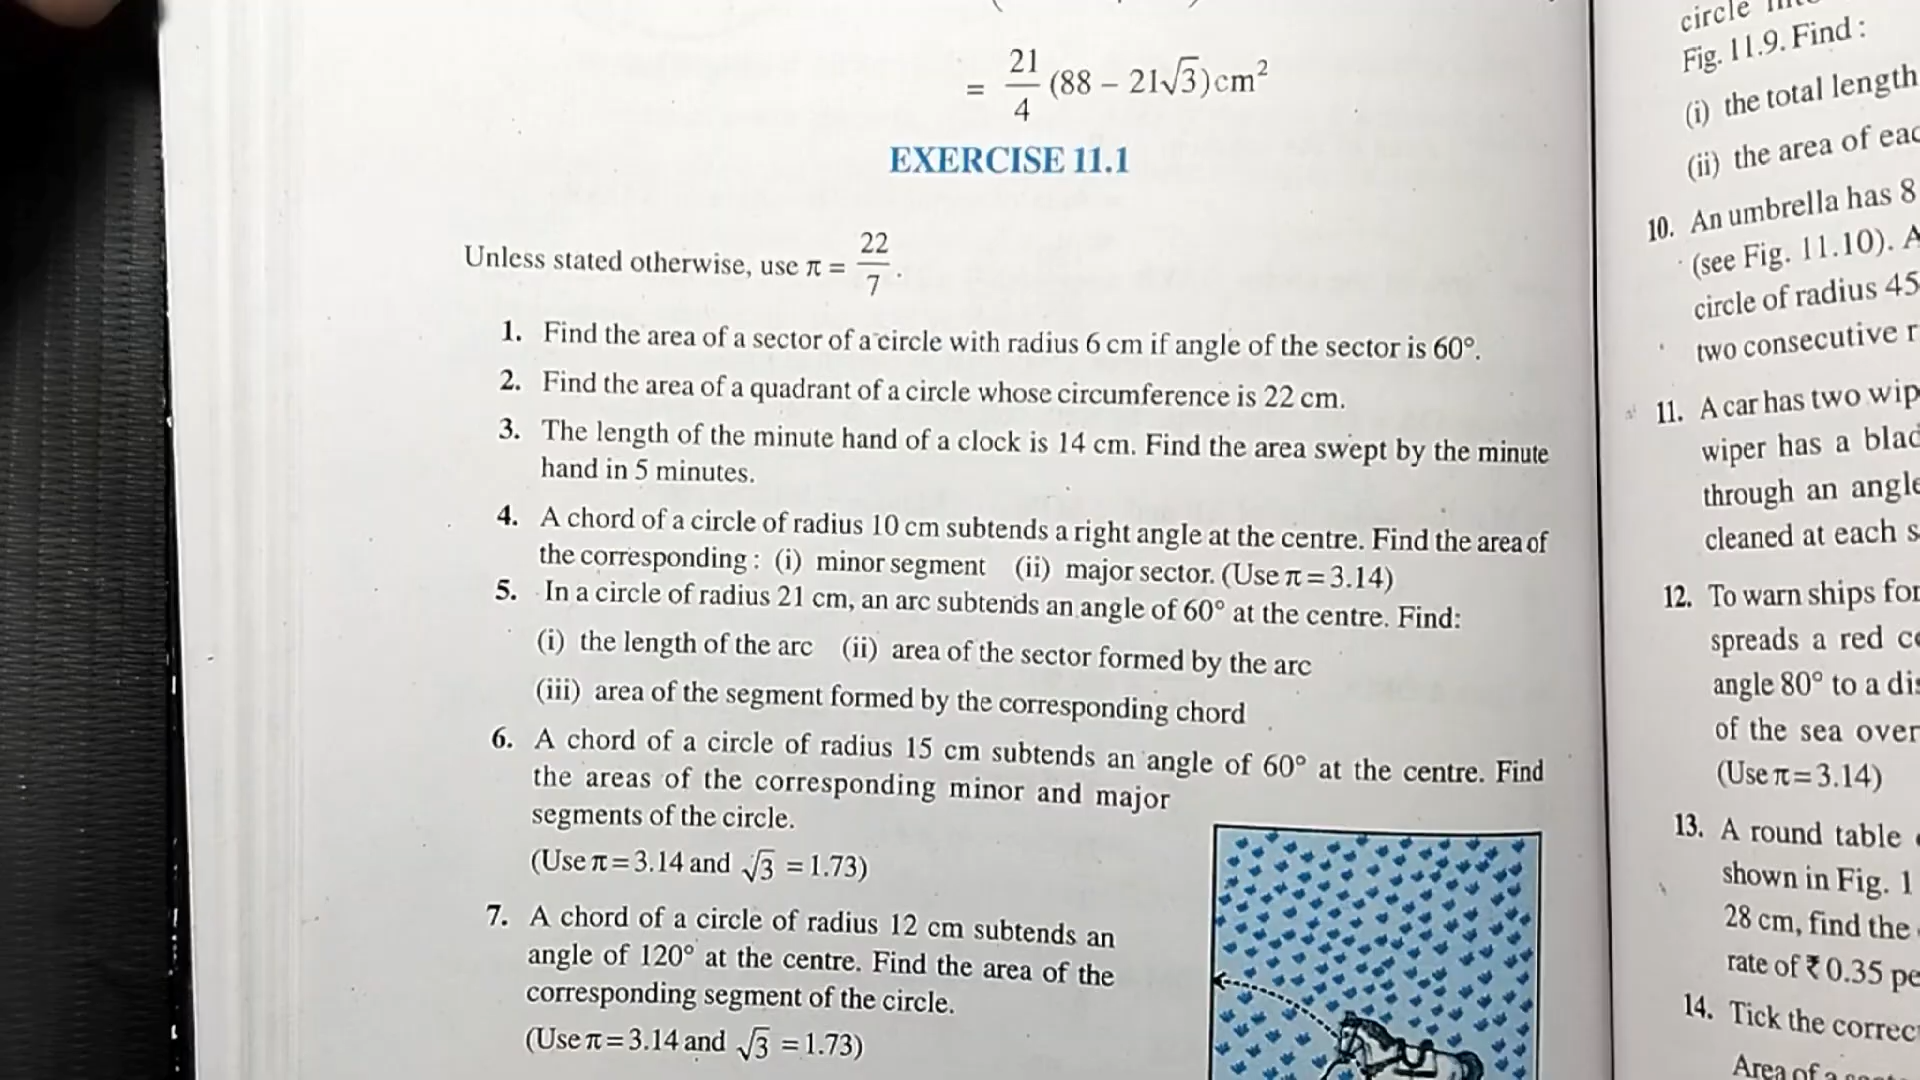 = 21/4 (88 – 21√3) cm²
EXERCISE 11.1
Unless stated otherwise, use π = 22/7 .
1. Find the area of a sector of a circle with radius 6 cm if angle of the sector is 60°.
2. Find the area of a quadrant of a circle whose circumference is 22 cm.
3. The length of the minute hand of a clock is 14 cm. Find the area swept by the minute
hand in 5 minutes.
4. A chord of a circle of radius 10 cm subtends a right angle at the centre. Find the area of
the corresponding : (i) minor segment (ii) major sector. (Use π = 3.14)
5. In a circle of radius 21 cm, an arc subtends an angle of 60° at the centre. Find:
(i) the length of the arc (ii) area of the sector formed by the arc
(iii) area of the segment formed by the corresponding chord
6. A chord of a circle of radius 15 cm subtends an angle of 60° at the centre. Find
the areas of the corresponding minor and major
segments of the circle.
(Use π = 3.14 and √3 = 1.73)
7. A chord of a circle of radius 12 cm subtends an
angle of 120° at the centre. Find the area of the
corresponding segment of the circle.
(Use π = 3.14 and √3 = 1.73)
circle
Fig. 11.9. Find :
(i) the total length
(ii) the area of
10. An umbrella has 8
(see Fig. 11.10). A
circle of radius 45
two consecutive
11. A car has two
wiper has a
through an
cleaned at each
12. To warn ships
spreads a red
angle 80° to a
of the sea over
(Use π = 3.14)
13. A round table
shown in Fig. 1
28 cm, find the
rate of ₹ 0.35
14. Tick the
Area of a